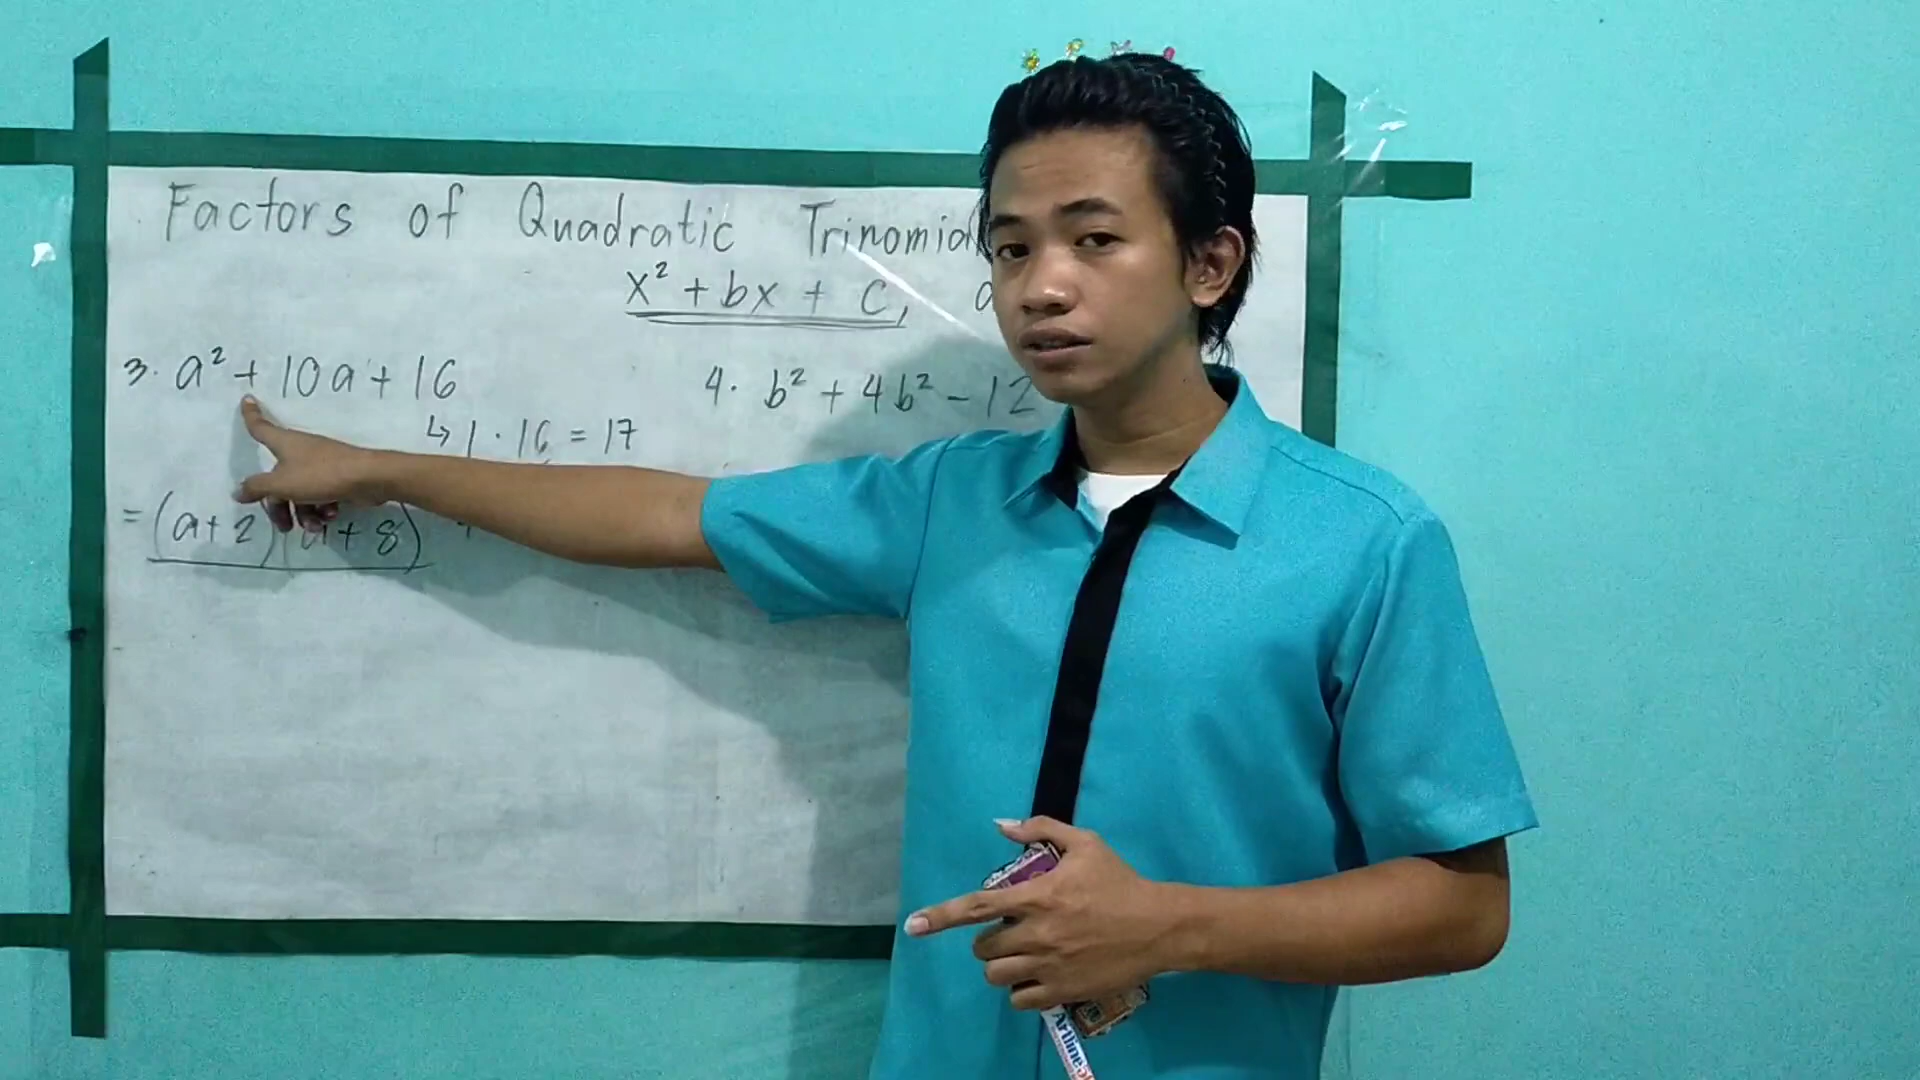 Factors of Quadratic Trinomial
x² + bx + c,
3. a² + 10a + 16
4. b² + 4b² - 12
↳ 1 · 16 = 17
= (a+2)(a+8)
Artline